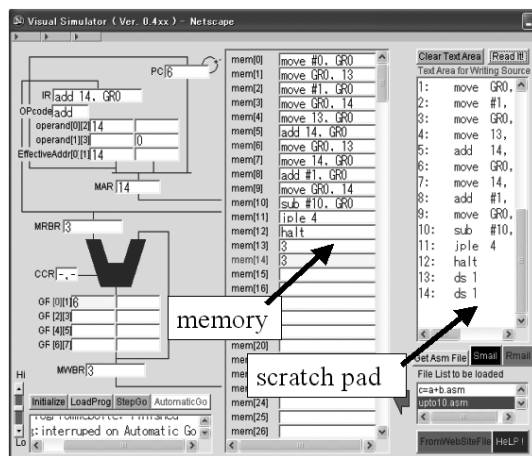 Visual Simulator ( Ver. 0.4xx ) - Netscape
PC 6
IR add 14, GR0
OPcode add
operand[0][2] 14
operand[1][3] 0
EffectiveAddr[0][1] 14
MAR 14
MRBR 3
CCR -,-
GF [0][1] 6
GF [2][3]
GF [4][5]
GF [6][7]
MWBR 3
Hi
Lo
Initialize LoadProg StepGo AutomaticGo
interruped on Automatic Go
mem[0] move #0, GR0
mem[1] move GR0, 13
mem[2] move #1, GR0
mem[3] move GR0, 14
mem[4] move 13, GR0
mem[5] add 14, GR0
mem[6] move GR0, 13
mem[7] move 14, GR0
mem[8] add #1, GR0
mem[9] move GR0, 14
mem[10] sub #10, GR0
mem[11] jple 4
mem[12] halt
mem[13] 3
mem[14] 3
mem[15]
mem[16]
mem[20]
mem[23]
mem[24]
mem[25]
mem[26]
memory
scratch pad
Clear Text Area Read It!
Text Area for Writing Source
1: move GR0,
2: move #1,
3: move GR0,
4: move 13,
5: add 14,
6: move GR0,
7: move 14,
8: add #1,
9: move GR0,
10: sub #10,
11: jple 4
12: halt
13: ds 1
14: ds 1
Get Asm File Smail Rmail
File List to be loaded
c=a+b.asm
upto10.asm
FromWebSiteFile HeLP !